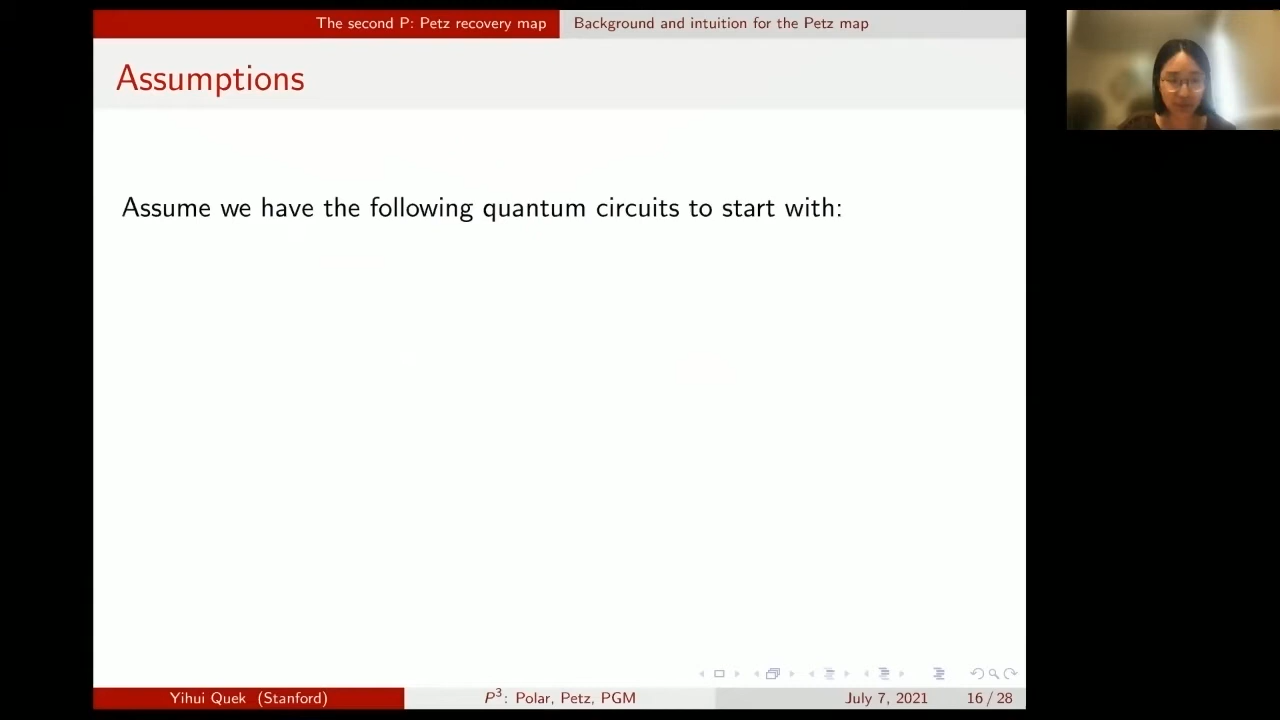 The second P: Petz recovery map
Background and intuition for the Petz map
Assumptions
Assume we have the following quantum circuits to start with:
Yihui Quek (Stanford)
P³: Polar, Petz, PGM
July 7, 2021
16 / 28